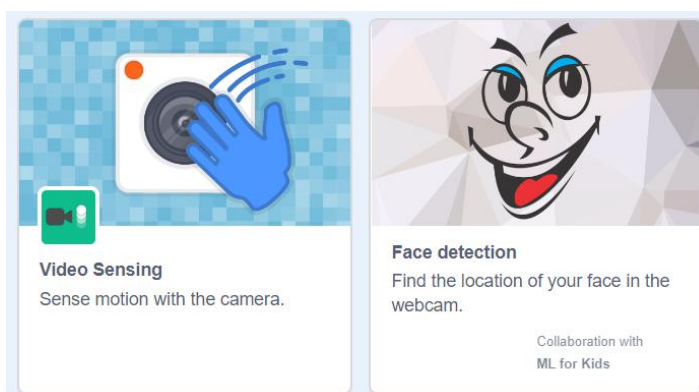 Video Sensing
Sense motion with the camera.
Face detection
Find the location of your face in the
webcam.
Collaboration with
ML for Kids